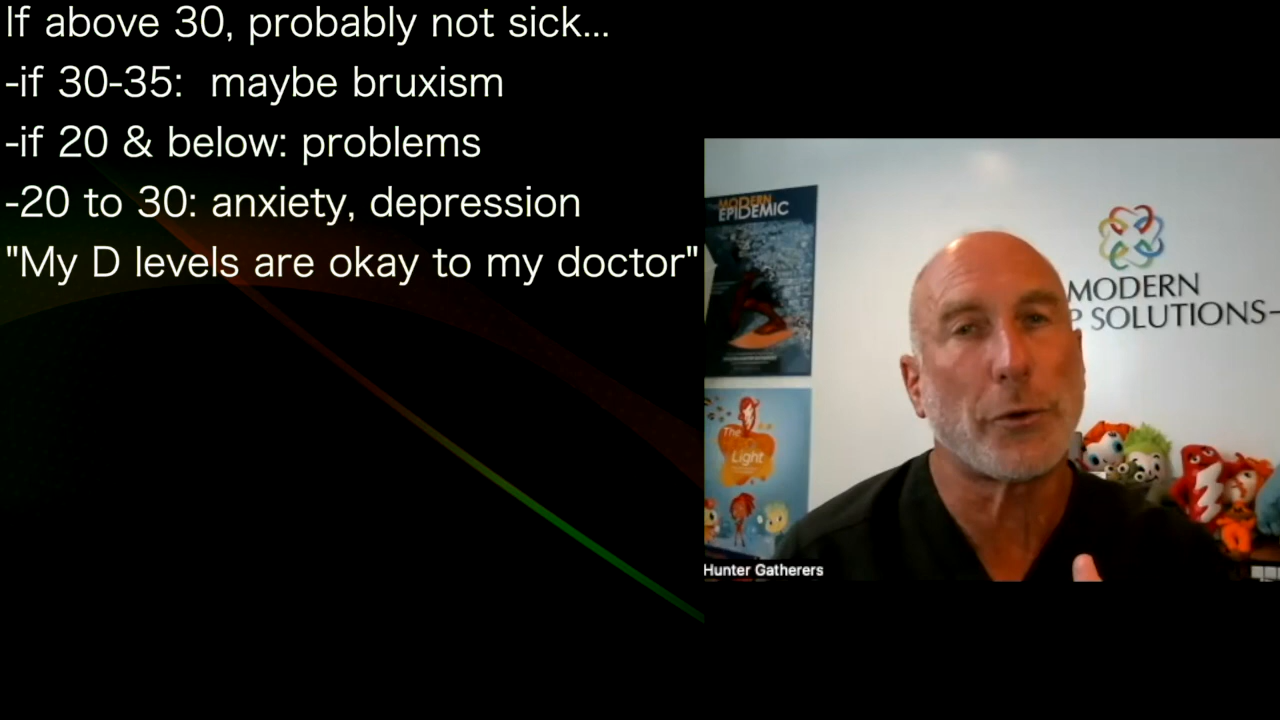 If above 30, probably not sick...
-if 30-35:  maybe bruxism
-if 20 & below: problems
-20 to 30: anxiety, depression
"My D levels are okay to my doctor"
MODERN
EPIDEMIC
MODERN
P SOLUTIONS-
The
Light
Hunter Gatherers